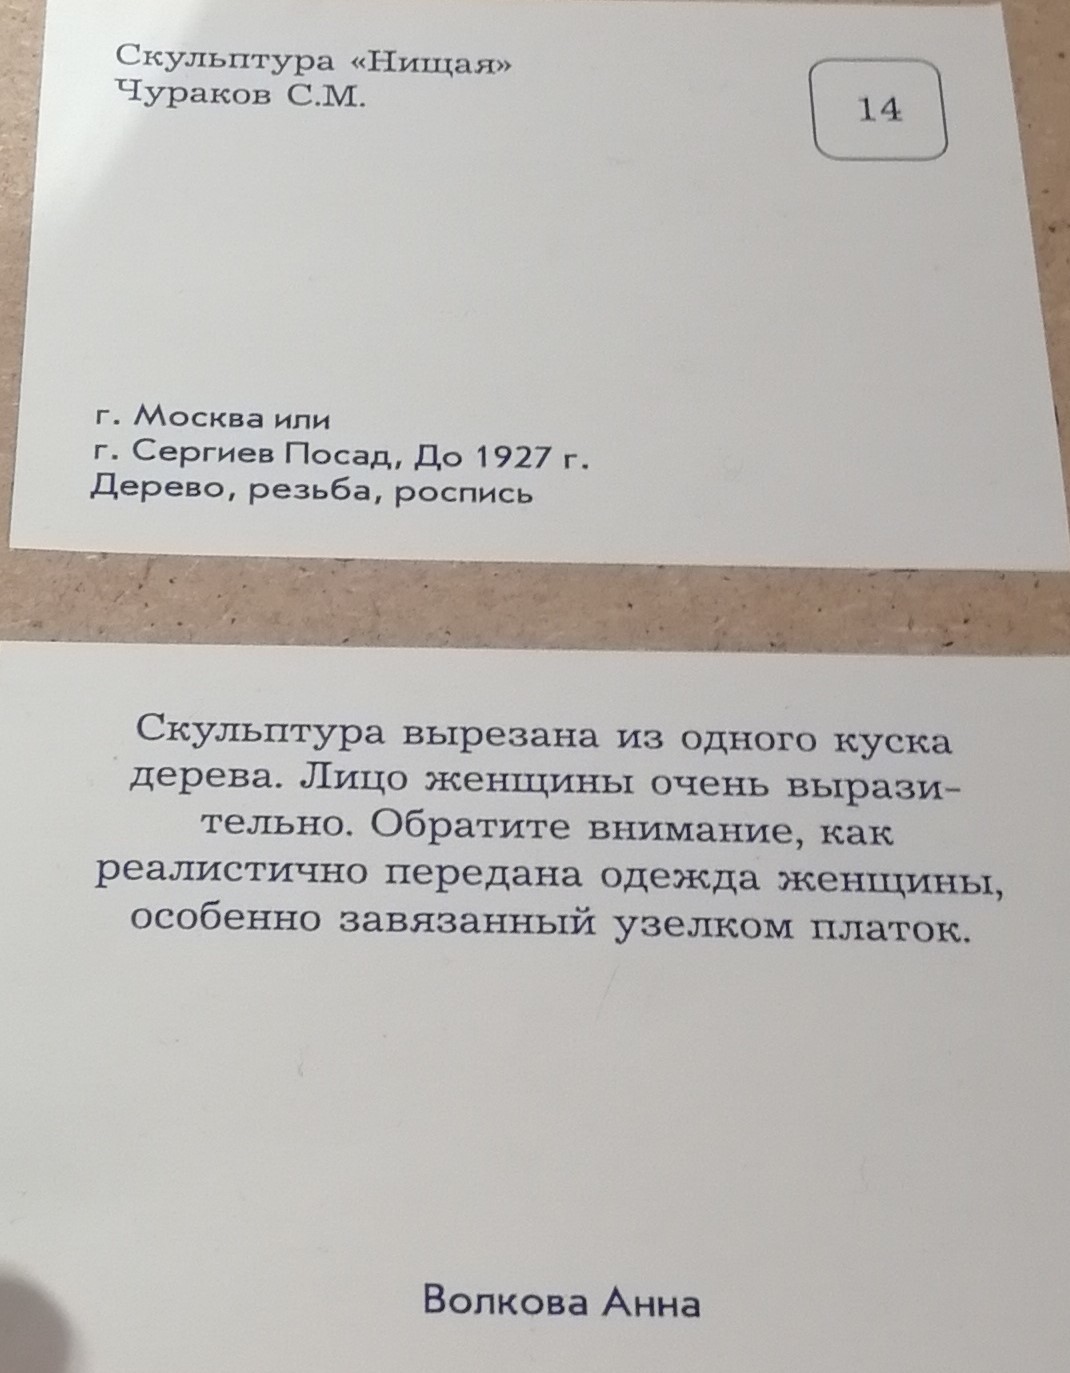 Скульптура «Нищая»
Чураков С.М.
14
г. Москва или
г. Сергиев Посад, До 1927 г.
Дерево, резьба, роспись
Скульптура вырезана из одного куска
дерева. Лицо женщины очень вырази-
тельно. Обратите внимание, как
реалистично передана одежда женщины,
особенно завязанный узелком платок.
Волкова Анна